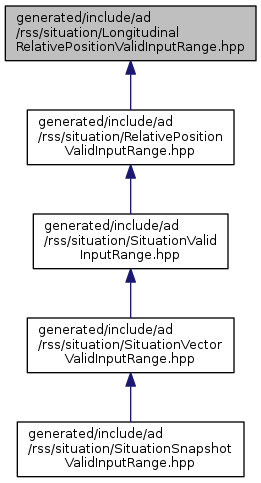 generated/include/ad
/rss/situation/Longitudinal
RelativePositionValidInputRange.hpp
generated/include/ad
/rss/situation/RelativePosition
ValidInputRange.hpp
generated/include/ad
/rss/situation/SituationValid
InputRange.hpp
generated/include/ad
/rss/situation/SituationVector
ValidInputRange.hpp
generated/include/ad
/rss/situation/SituationSnapshot
ValidInputRange.hpp